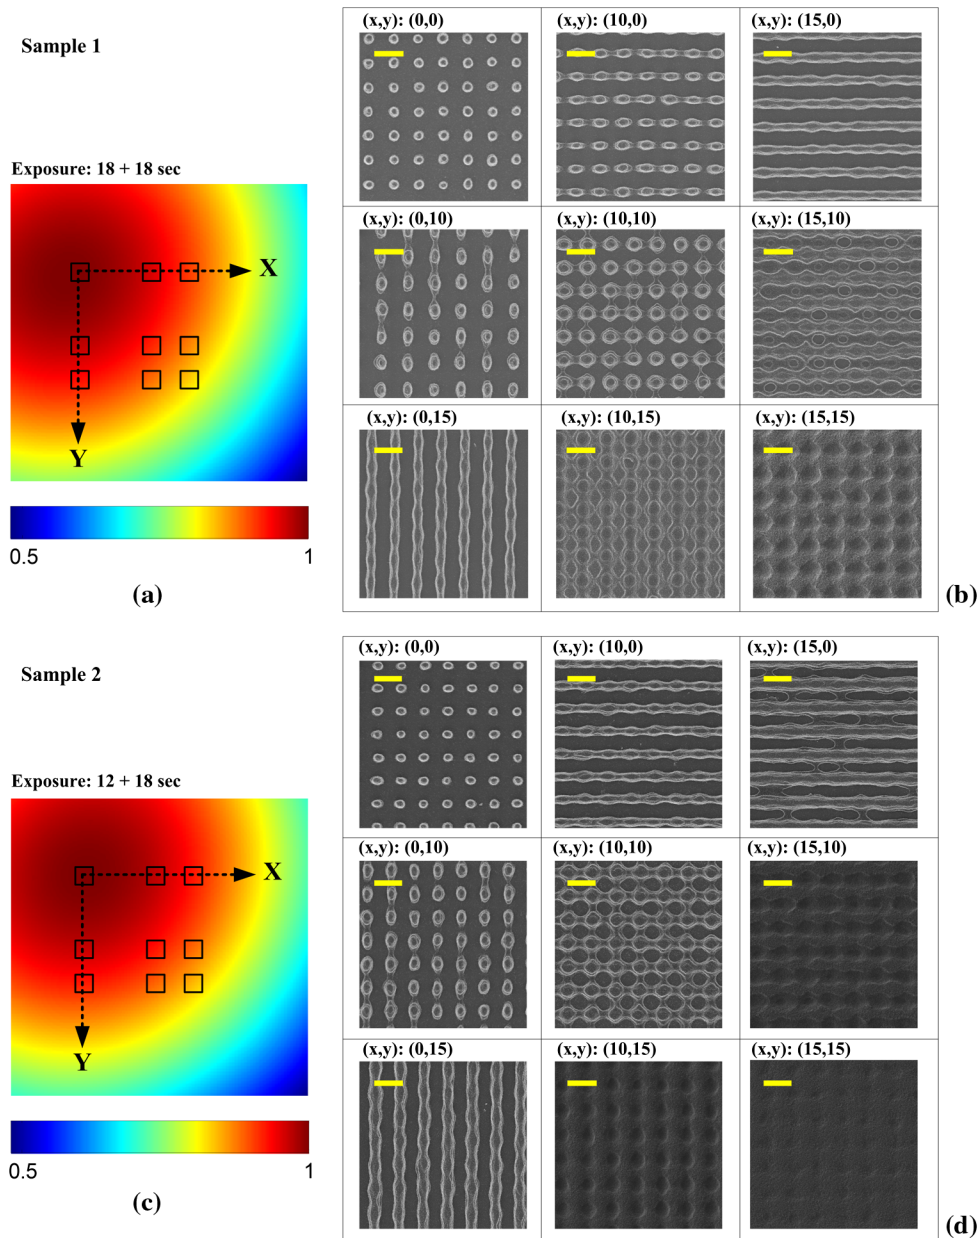 Sample 1
Exposure: 18 + 18 sec
X
Y
0.5 1
(a)
(x,y): (0,0) (x,y): (10,0) (x,y): (15,0)
(x,y): (0,10) (x,y): (10,10) (x,y): (15,10)
(x,y): (0,15) (x,y): (10,15) (x,y): (15,15)
(b)
Sample 2
Exposure: 12 + 18 sec
X
Y
0.5 1
(c)
(x,y): (0,0) (x,y): (10,0) (x,y): (15,0)
(x,y): (0,10) (x,y): (10,10) (x,y): (15,10)
(x,y): (0,15) (x,y): (10,15) (x,y): (15,15)
(d)